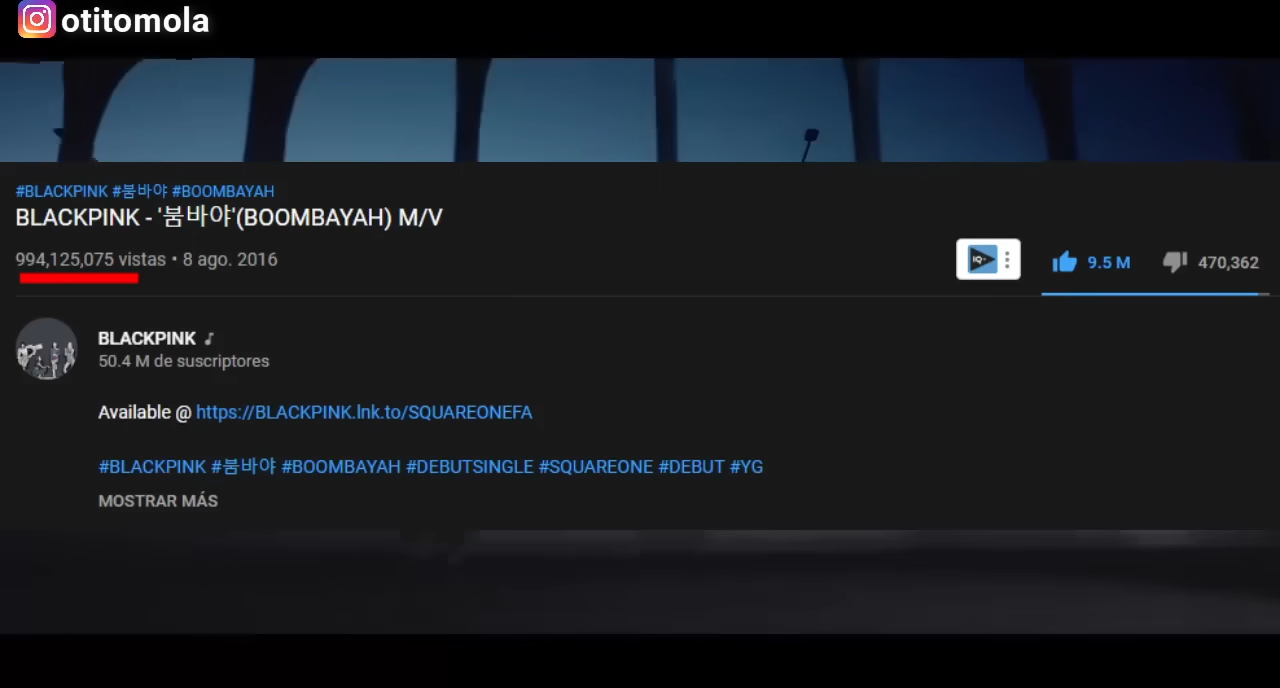 otitomola
#BLACKPINK #붐바야 #BOOMBAYAH
BLACKPINK - '붐바야'(BOOMBAYAH) M/V
994,125,075 vistas • 8 ago. 2016
IQ+
9.5 M
470,362
BLACKPINK
50.4 M de suscriptores
Available @ https://BLACKPINK.lnk.to/SQUAREONEFA
#BLACKPINK #붐바야 #BOOMBAYAH #DEBUTSINGLE #SQUAREONE #DEBUT #YG
MOSTRAR MÁS